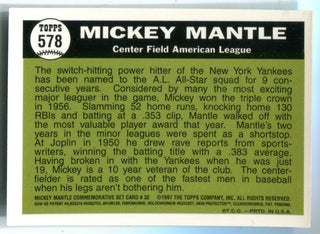 TOPPS
578
MICKEY MANTLE
Center Field American League
The switch-hitting power hitter of the New York Yankees
has been named to the A.L. All-Star squad for 9 con-
secutive years. Considered by many the most exciting
major leaguer in the game, Mickey won the triple crown
in 1956. Slamming 52 home runs, knocking home 130
RBIs and batting at a .353 clip, Mantle walked off with
the most valuable player award that year. Mantle's two
years in the minor leagues were spent as a shortstop.
At Joplin in 1950 he drew rave reports from sports-
writers, winning the batting title with a .383 average.
Having broken in with the Yankees when he was just
19, Mickey is a 10 year veteran of the club. The center-
fielder is rated as one of the fastest men in baseball
when his legs aren't bothering him.
MICKEY MANTLE COMMEMORATIVE SET CARD # 32 ©1997 THE TOPPS COMPANY, INC. ALL RIGHTS RESERVED.
©T.C.G. —PRTD. IN U.S.A.